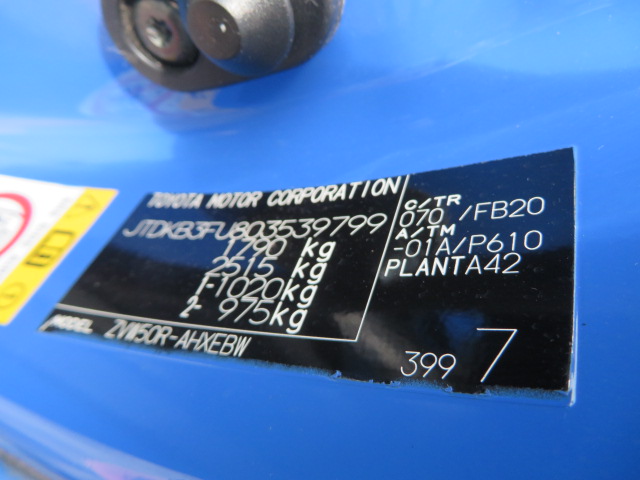 TOYOTA MOTOR CORPORATION
JTDKB3FU803539799
1790 kg
2515 kg
1-1020kg
2- 975kg
MODEL ZVW50R-AHXEBW
C/TR
070 /FB20
A/TM
-01A/P610
PLANTA42
399 7